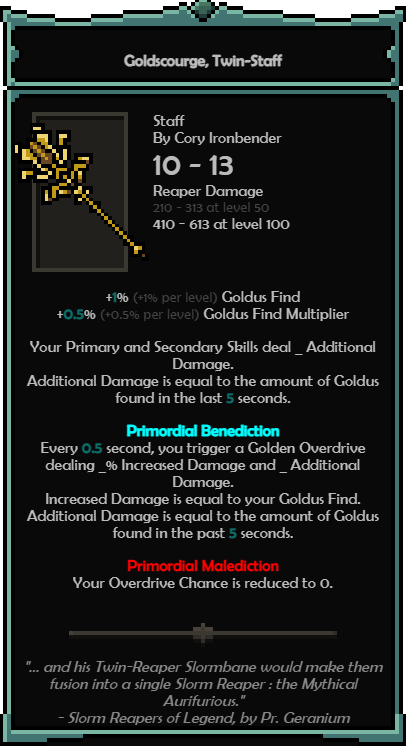 Goldscourge, Twin-Staff
Staff
By Cory Ironbender
10 - 13
Reaper Damage
210 - 313 at level 50
410 - 613 at level 100
+1% (+1% per level) Goldus Find
+0.5% (+0.5% per level) Goldus Find Multiplier
Your Primary and Secondary Skills deal _ Additional
Damage.
Additional Damage is equal to the amount of Goldus
found in the last 5 seconds.
Primordial Benediction
Every 0.5 second, you trigger a Golden Overdrive
dealing _% Increased Damage and _ Additional
Damage.
Increased Damage is equal to your Goldus Find.
Additional Damage is equal to the amount of Goldus
found in the past 5 seconds.
Primordial Malediction
Your Overdrive Chance is reduced to 0.
"... and his Twin-Reaper Slormbane would make them
fusion into a single Slorm Reaper : the Mythical
Aurifurious."
- Slorm Reapers of Legend, by Pr. Geranium